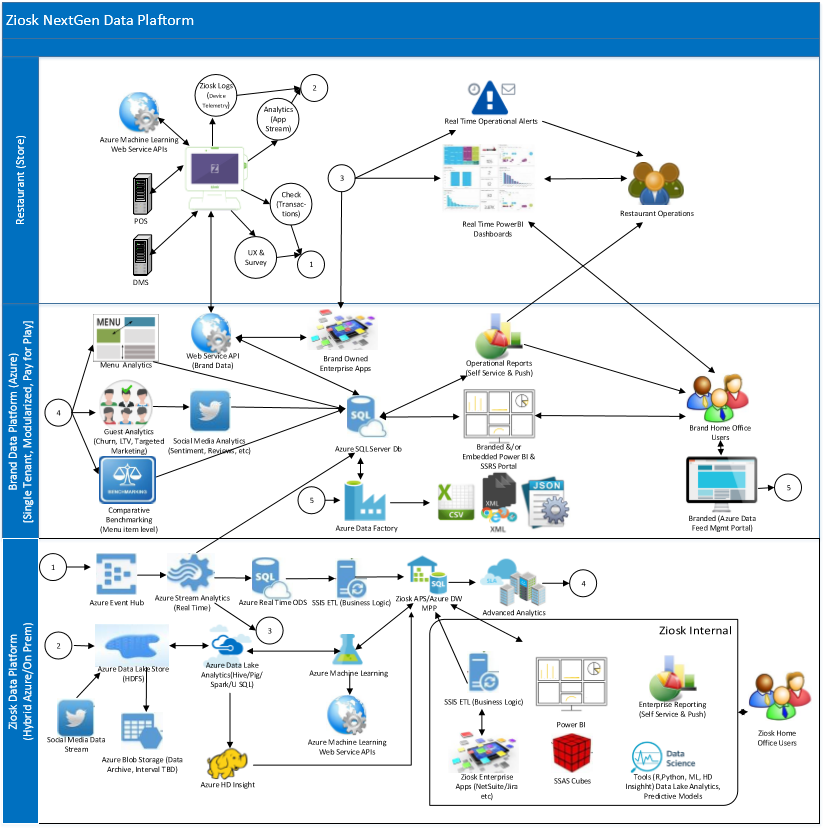 Ziosk NextGen Data Plaftorm
Restaurant (Store)
Ziosk Logs
(Device
Telemetry)
2
Analytics
(App
Stream)
Azure Machine Learning
Web Service APIs
Z
POS
DMS
Check
(Transac-
tions)
UX &
Survey
1
3
Real Time Operational Alerts
Real Time PowerBI
Dashboards
Restaurant Operations
Brand Data Platform (Azure)
[Single Tenant, Modularized, Pay for Play]
MENU
Menu Analytics
Web Service API
(Brand Data)
Brand Owned
Enterprise Apps
Operational Reports
(Self Service & Push)
4
Guest Analytics
(Churn, LTV, Targeted
Marketing)
Social Media Analytics
(Sentiment, Reviews, etc)
SQL
Azure SQL Server Db
Branded &/or
Embedded Power BI &
SSRS Portal
Brand Home Office
Users
BENCHMARKING
Comparative
Benchmarking
(Menu item level)
5
Azure Data Factory
X
CSV
XML
XML
JSON
Branded (Azure Data
Feed Mgmt Portal)
5
Ziosk Data Platform
(Hybrid Azure/On Prem)
1
Azure Event Hub
Azure Stream Analytics
(Real Time)
SQL
Azure Real Time ODS
SSIS ETL (Business Logic)
SQL
Ziosk APS/Azure DW
MPP
Advanced Analytics
4
3
2
Azure Data Lake Store
(HDFS)
Azure Data Lake
Analytics(Hive/Pig/
Spark/U SQL)
Azure Machine Learning
Social Media Data
Stream
Azure Blob Storage (Data
Archive, Interval TBD)
Azure HD Insight
Azure Machine Learning
Web Service APIs
Ziosk Internal
SSIS ETL (Business Logic)
Power BI
Enterprise Reporting
(Self Service & Push)
Ziosk Home
Office Users
Ziosk Enterprise
Apps (NetSuite/Jira
etc)
SSAS Cubes
Data
Science
Tools (R,Python, ML, HD
Insighht) Data Lake Analytics,
Predictive Models